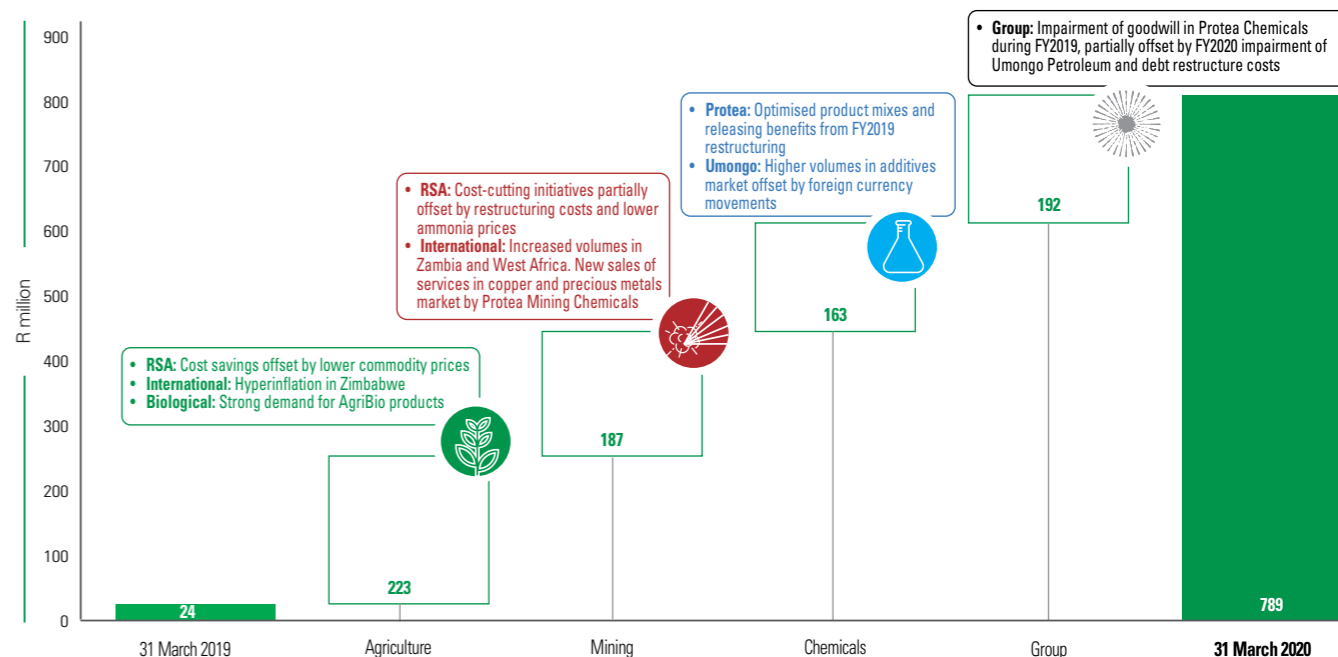 900
800
700
600
500
400
300
200
100
0
R million
• Group: Impairment of goodwill in Protea Chemicals
during FY2019, partially offset by FY2020 impairment of
Umongo Petroleum and debt restructure costs
• Protea: Optimised product mixes and
releasing benefits from FY2019
restructuring
• Umongo: Higher volumes in additives
market offset by foreign currency
movements
• RSA: Cost-cutting initiatives partially
offset by restructuring costs and lower
ammonia prices
• International: Increased volumes in
Zambia and West Africa. New sales of
services in copper and precious metals
market by Protea Mining Chemicals
• RSA: Cost savings offset by lower commodity prices
• International: Hyperinflation in Zimbabwe
• Biological: Strong demand for AgriBio products
24
223
187
163
192
789
31 March 2019
Agriculture
Mining
Chemicals
Group
31 March 2020